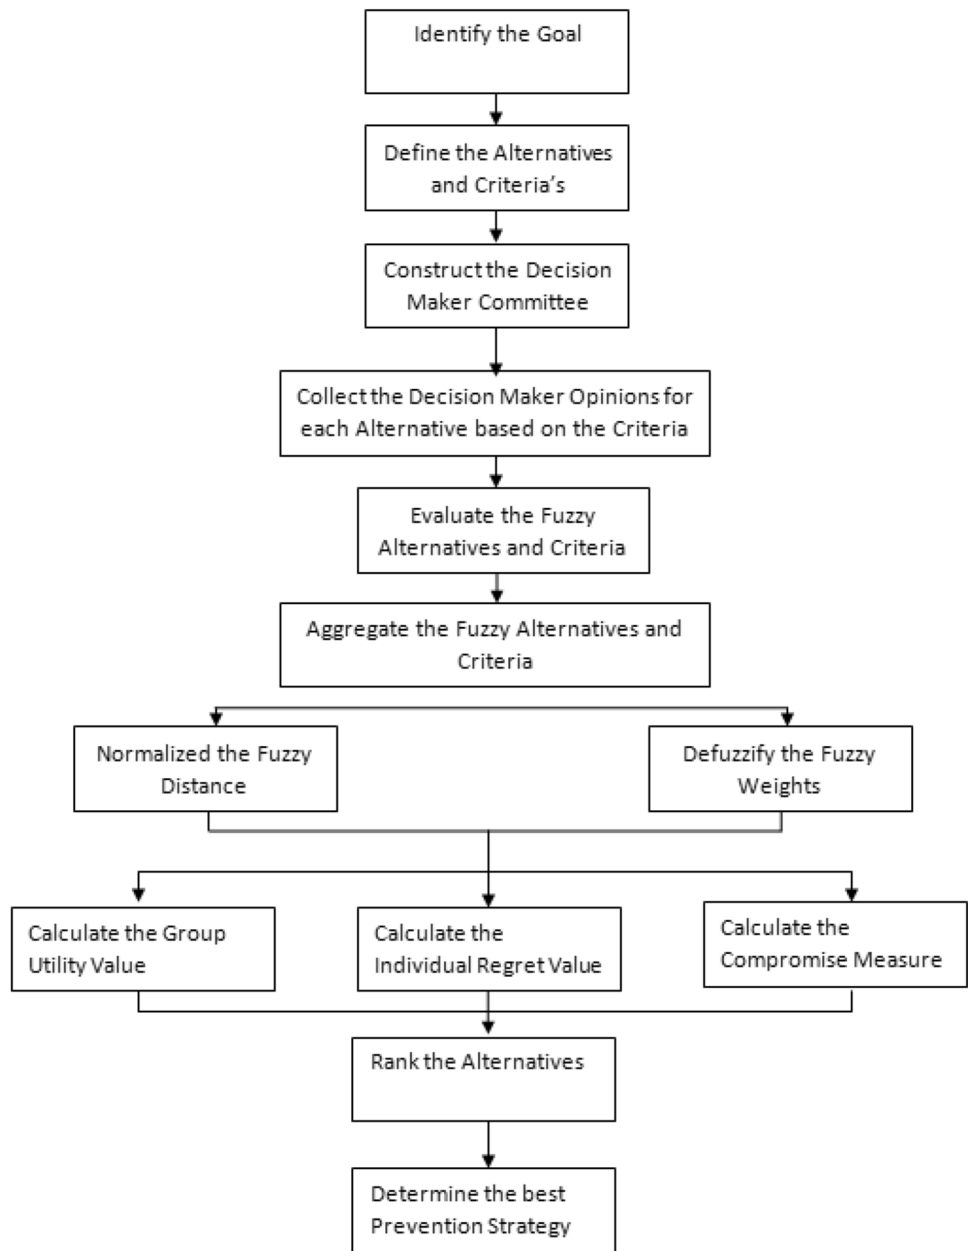 Identify the Goal
Define the Alternatives
and Criteria's
Construct the Decision
Maker Committee
Collect the Decision Maker Opinions for
each Alternative based on the Criteria
Evaluate the Fuzzy
Alternatives and Criteria
Aggregate the Fuzzy Alternatives and
Criteria
Normalized the Fuzzy
Distance
Defuzzify the Fuzzy
Weights
Calculate the Group
Utility Value
Calculate the
Individual Regret Value
Calculate the
Compromise Measure
Rank the Alternatives
Determine the best
Prevention Strategy